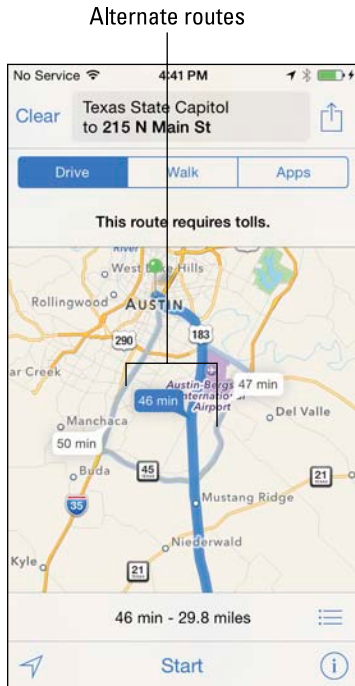 Alternate routes
No Service 4:41 PM
Clear
Texas State Capitol
to 215 N Main St
Drive Walk Apps
This route requires tolls.
River
West Lake Hills
Rollingwood
AUSTIN
290
183
ar Creek
Austin-Bergs
International
Airport
47 min
46 min
Del Valle
Manchaca
50 min
Buda
45
21
35
Mustang Ridge
Niederwald
Kyle
21
46 min - 29.8 miles
Start